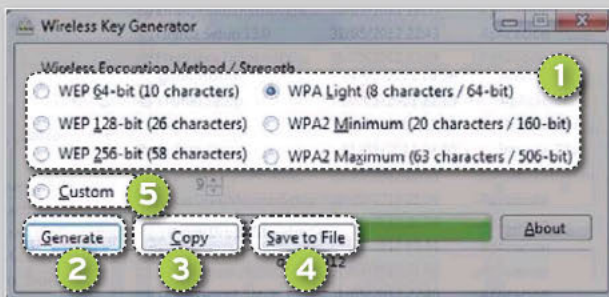 Wireless Key Generator
Wireless Encryption Method / Strength
1
WEP 64-bit (10 characters)
WPA Light (8 characters / 64-bit)
WEP 128-bit (26 characters)
WPA2 Minimum (20 characters / 160-bit)
WEP 256-bit (58 characters)
WPA2 Maximum (63 characters / 506-bit)
Custom
5
9
Generate
Copy
Save to File
About
2
3
4